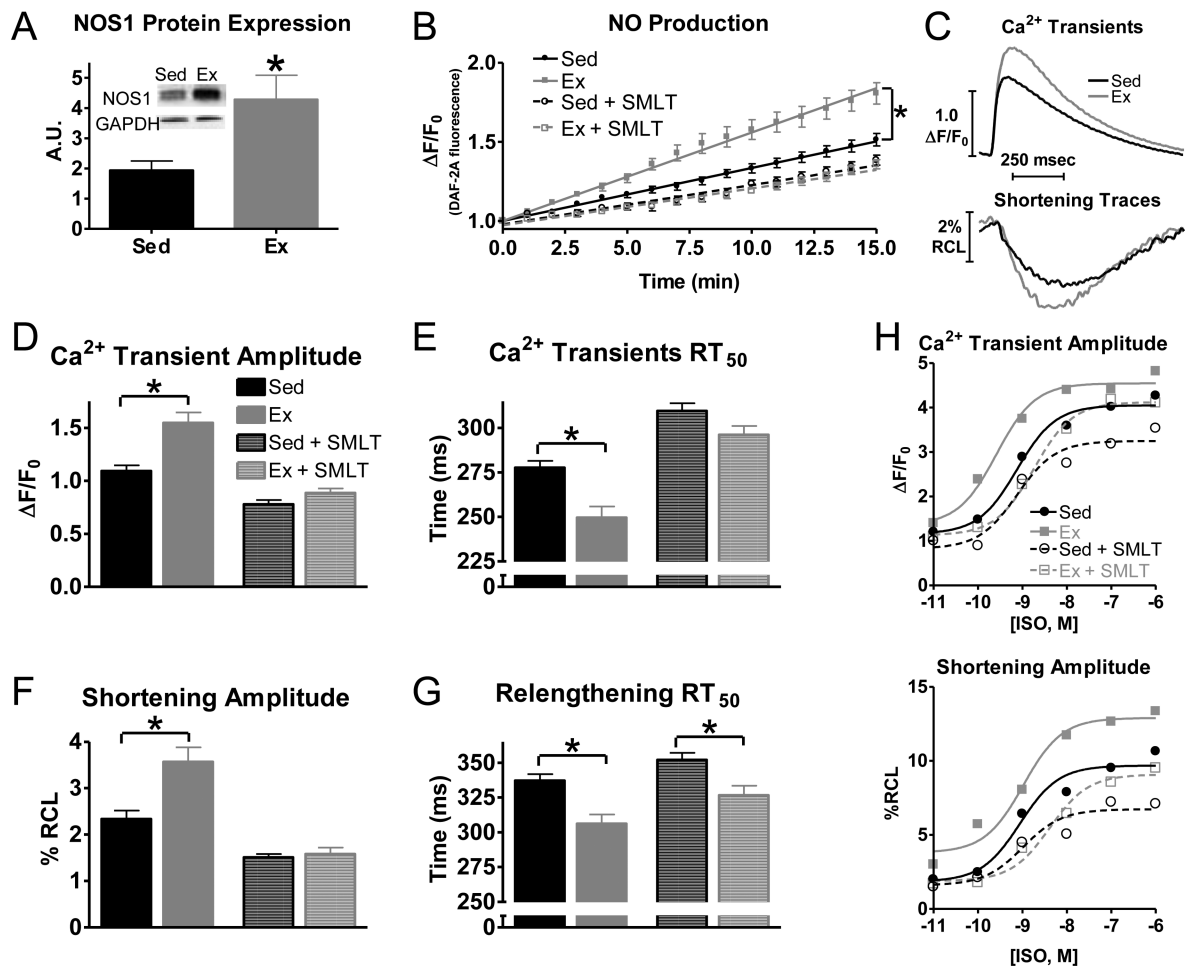 A
NOS1 Protein Expression
A.U.
5
4
3
2
1
0
Sed Ex
NOS1
GAPDH
*
Sed Ex
B
NO Production
ΔF/F0
(DAF-2A fluorescence)
2.0
1.5
1.0
Sed
Ex
Sed + SMLT
Ex + SMLT
*
0.0 2.5 5.0 7.5 10.0 12.5 15.0
Time (min)
C
Ca2+ Transients
Sed
Ex
1.0
ΔF/F0
250 msec
Shortening Traces
2%
RCL
D
Ca2+ Transient Amplitude
ΔF/F0
1.5
1.0
0.5
0.0
*
Sed
Ex
Sed + SMLT
Ex + SMLT
E
Ca2+ Transients RT50
Time (ms)
300
275
250
225
0
*
F
Shortening Amplitude
% RCL
4
3
2
1
0
*
G
Relengthening RT50
Time (ms)
350
325
300
275
250
0
*
*
H
Ca2+ Transient Amplitude
ΔF/F0
5
4
3
2
1
0
Sed
Ex
Sed + SMLT
Ex + SMLT
-11 -10 -9 -8 -7 -6
[ISO, M]
Shortening Amplitude
%RCL
15
10
5
0
-11 -10 -9 -8 -7 -6
[ISO, M]